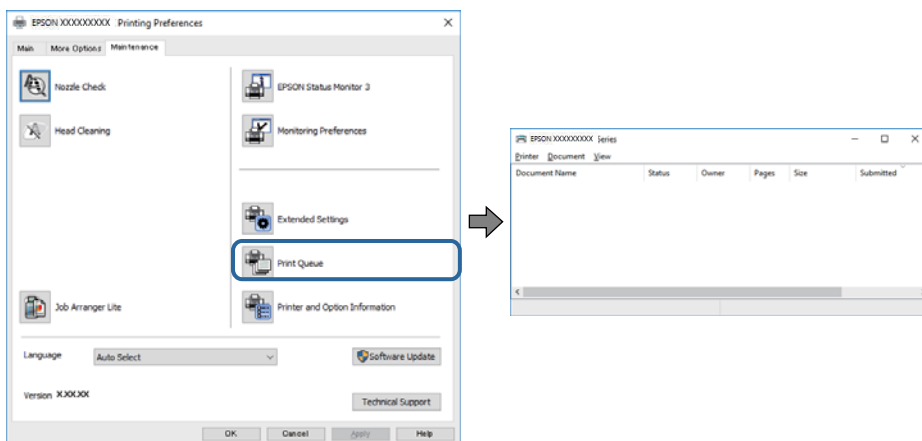 EPSON XXXXXXXXX Printing Preferences
Main More Options Maintenance
Nozzle Check
EPSON Status Monitor 3
Head Cleaning
Monitoring Preferences
Extended Settings
Print Queue
Job Arranger Lite
Printer and Option Information
Language Auto Select
Software Update
Version X.XX.XX
Technical Support
OK Cancel Apply Help
EPSON XXXXXXXXX Series
Printer Document View
Document Name Status Owner Pages Size Submitted